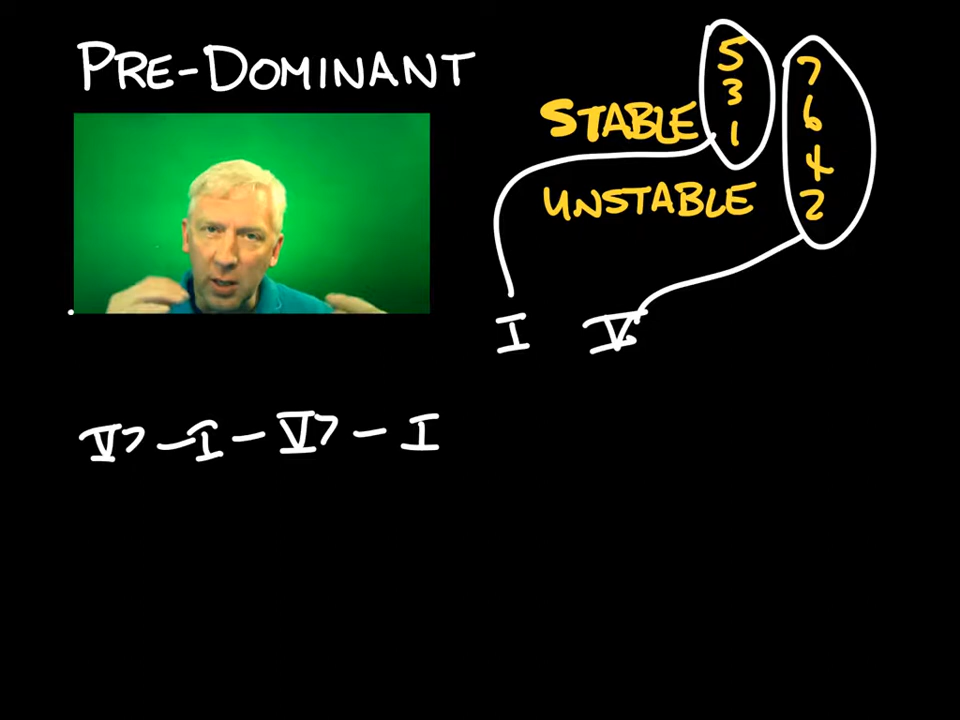 PRE-DOMINANT
STABLE
5
3
1
UNSTABLE
7
6
4
2
I
V7 - I - V7 - I